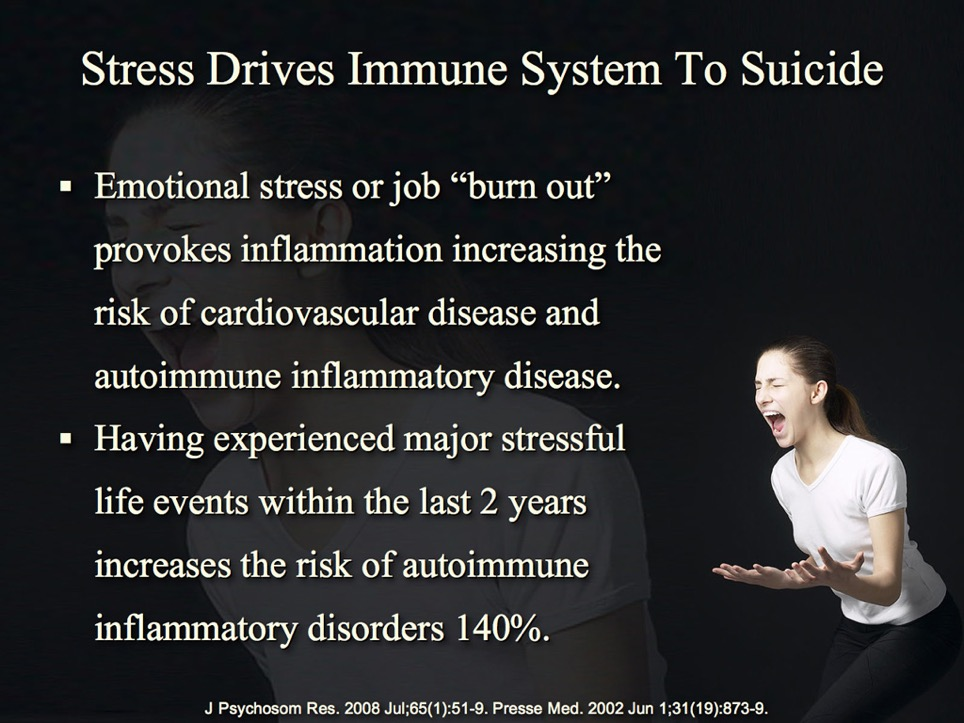 Stress Drives Immune System To Suicide
▪ Emotional stress or job “burn out”
provokes inflammation increasing the
risk of cardiovascular disease and
autoimmune inflammatory disease.
▪ Having experienced major stressful
life events within the last 2 years
increases the risk of autoimmune
inflammatory disorders 140%.
J Psychosom Res. 2008 Jul;65(1):51-9. Presse Med. 2002 Jun 1;31(19):873-9.